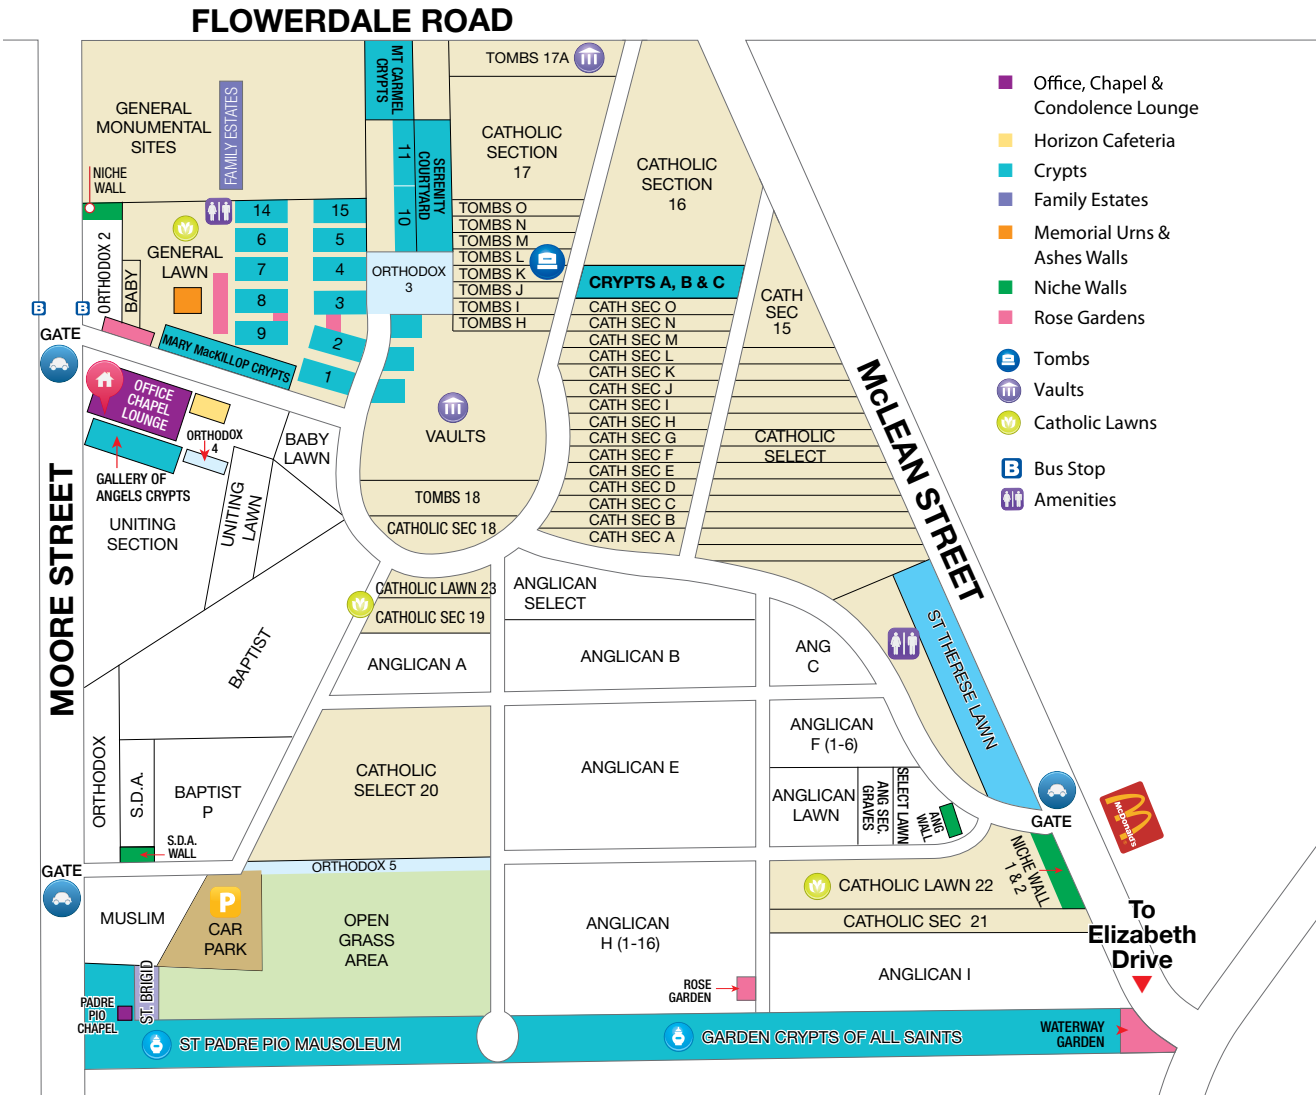 FLOWERDALE ROAD
GENERAL
MONUMENTAL
SITES
FAMILY ESTATES
NICHE
WALL
MT CARMEL
CRYPTS
11
10
SERENITY
COURTYARD
TOMBS 17A
CATHOLIC
SECTION
17
CATHOLIC
SECTION
16
TOMBS O
TOMBS N
TOMBS M
TOMBS L
TOMBS K
TOMBS J
TOMBS I
TOMBS H
ORTHODOX 2
BABY
GENERAL
LAWN
14
15
6
5
7
4
8
3
9
2
1
ORTHODOX
3
MARY MacKILLOP CRYPTS
CRYPTS A, B & C
CATH SEC O
CATH SEC N
CATH SEC M
CATH SEC L
CATH SEC K
CATH SEC J
CATH SEC I
CATH SEC H
CATH SEC G
CATH SEC F
CATH SEC E
CATH SEC D
CATH SEC C
CATH SEC B
CATH SEC A
CATH
SEC
15
CATHOLIC
SELECT
McLEAN STREET
Office, Chapel &
Condolence Lounge
Horizon Cafeteria
Crypts
Family Estates
Memorial Urns &
Ashes Walls
Niche Walls
Rose Gardens
Tombs
Vaults
Catholic Lawns
B
Bus Stop
Amenities
B
B
GATE
OFFICE
CHAPEL
LOUNGE
ORTHODOX
4
GALLERY OF
ANGELS CRYPTS
BABY
LAWN
VAULTS
TOMBS 18
CATHOLIC SEC 18
MOORE STREET
UNITING
SECTION
UNITING
LAWN
BAPTIST
CATHOLIC LAWN 23
CATHOLIC SEC 19
ANGLICAN A
ANGLICAN
SELECT
ANGLICAN B
ANG
C
ST THERESE LAWN
ORTHODOX
S.D.A.
BAPTIST
P
S.D.A.
WALL
CATHOLIC
SELECT 20
ANGLICAN E
ANGLICAN
F (1-6)
ANGLICAN
LAWN
ANG SEC.
GRAVES
SELECT LAWN
ANG
WALL
GATE
McDonald's
GATE
MUSLIM
P
CAR
PARK
ORTHODOX 5
OPEN
GRASS
AREA
ANGLICAN
H (1-16)
CATHOLIC LAWN 22
NICHE WALL
1 & 2
CATHOLIC SEC 21
ANGLICAN I
To
Elizabeth
Drive
PADRE
PIO
CHAPEL
ST. BRIGID
ROSE
GARDEN
ST PADRE PIO MAUSOLEUM
GARDEN CRYPTS OF ALL SAINTS
WATERWAY
GARDEN